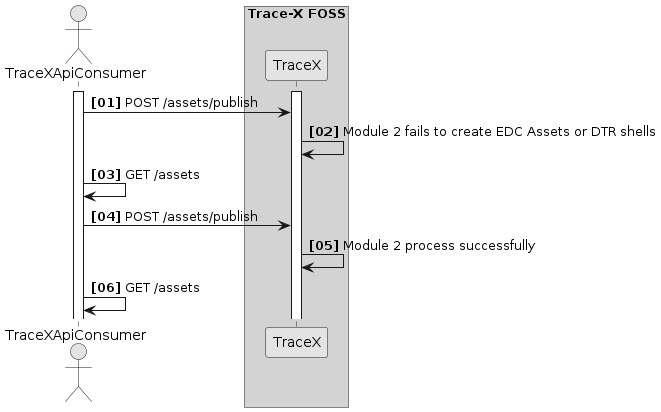 Trace-X FOSS
TraceXApiConsumer
TraceX
[01] POST /assets/publish
[02] Module 2 fails to create EDC Assets or DTR shells
[03] GET /assets
[04] POST /assets/publish
[05] Module 2 process successfully
[06] GET /assets
TraceXApiConsumer
TraceX